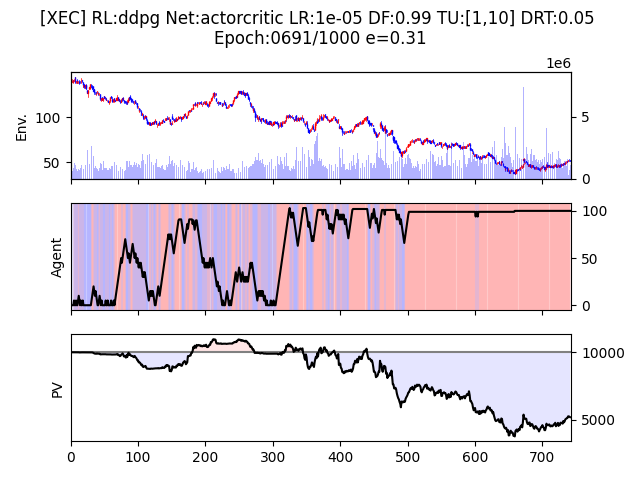 [XEC] RL:ddpg Net:actorcritic LR:1e-05 DF:0.99 TU:[1,10] DRT:0.05
Epoch:0691/1000 e=0.31
1e6
Env.
100
50
5
0
Agent
100
50
0
PV
10000
5000
0 100 200 300 400 500 600 700